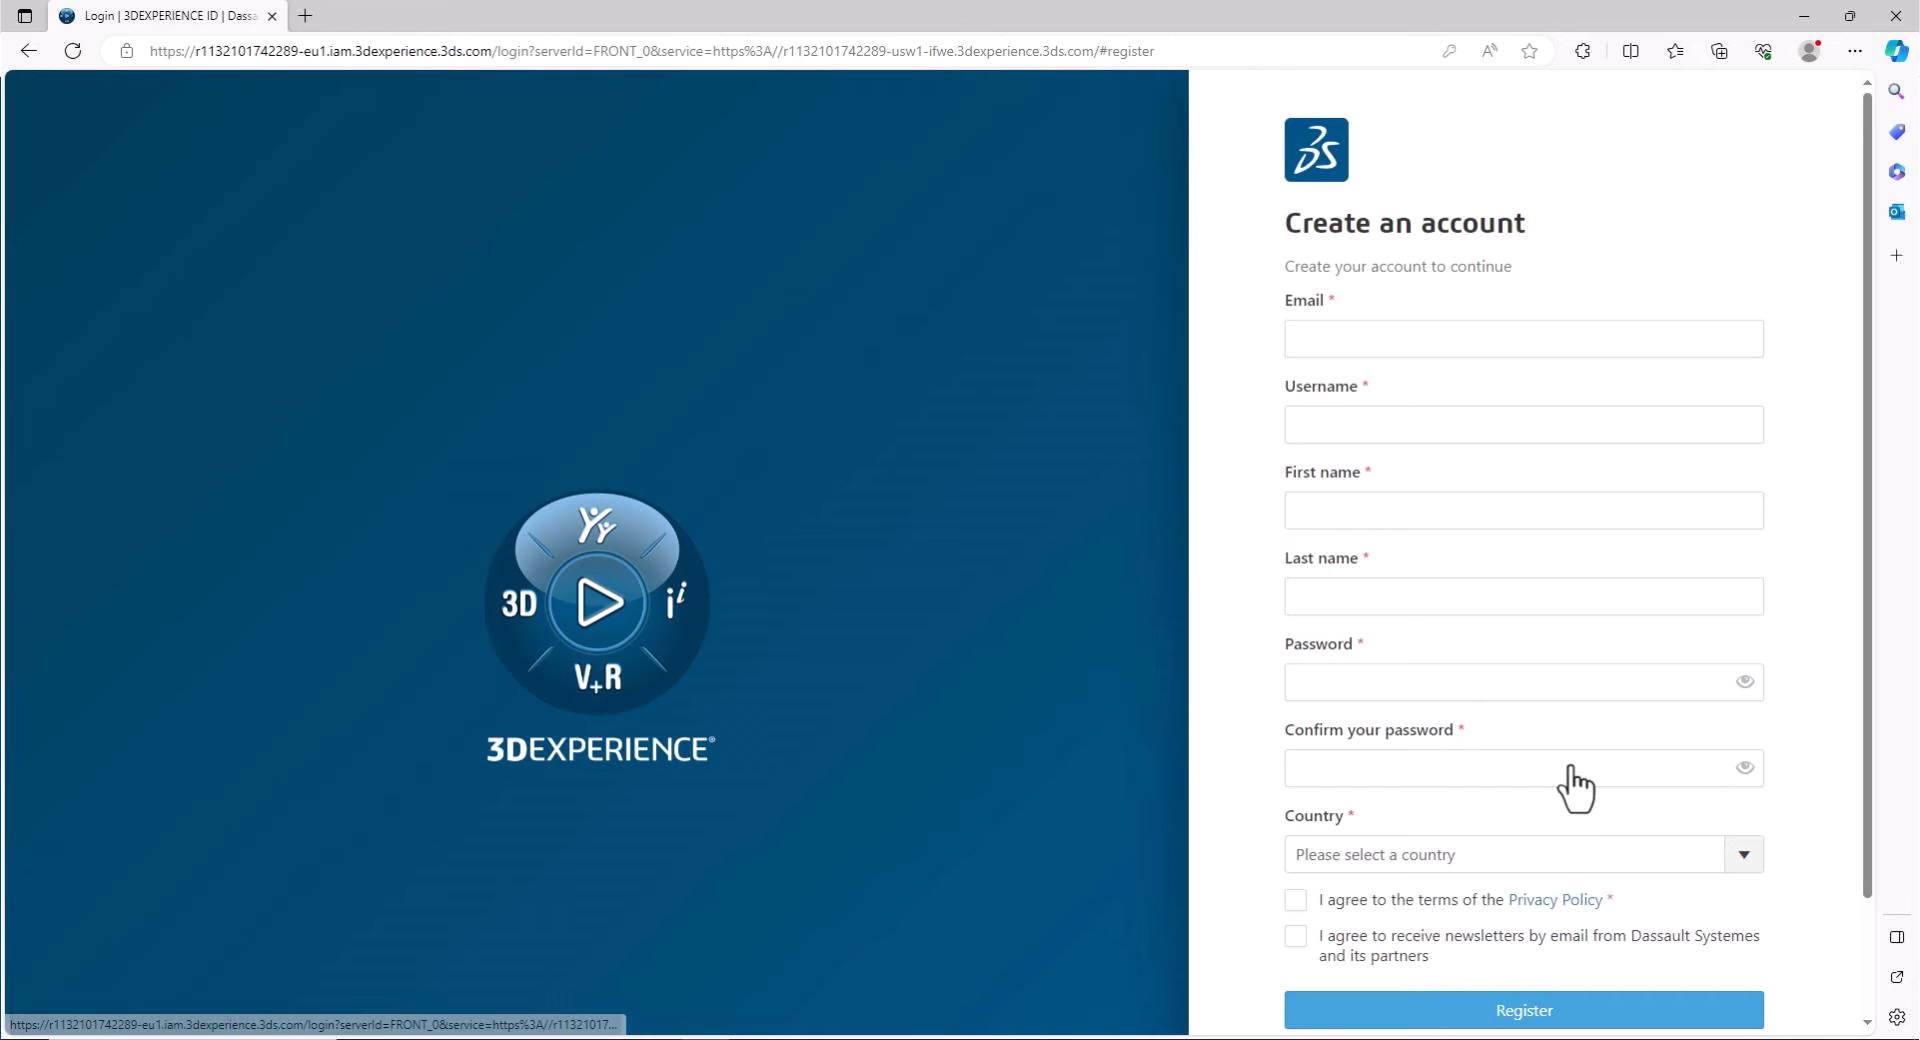 Login | 3DEXPERIENCE ID | Dassa
https://r1132101742289-eu1.iam.3dexperience.3ds.com/login?serverId=FRONT_0&service=https%3A//r1132101742289-usw1-ifwe.3dexperience.3ds.com/#register
3DS
Create an account
Create your account to continue
Email *
Username *
First name *
Last name *
Password *
Confirm your password *
Country *
Please select a country
I agree to the terms of the Privacy Policy *
I agree to receive newsletters by email from Dassault Systemes
and its partners
Register
3D
i i
V+R
3DEXPERIENCE®
https://r1132101742289-eu1.iam.3dexperience.3ds.com/login?serverId=FRONT_0&service=https%3A//r11321017...